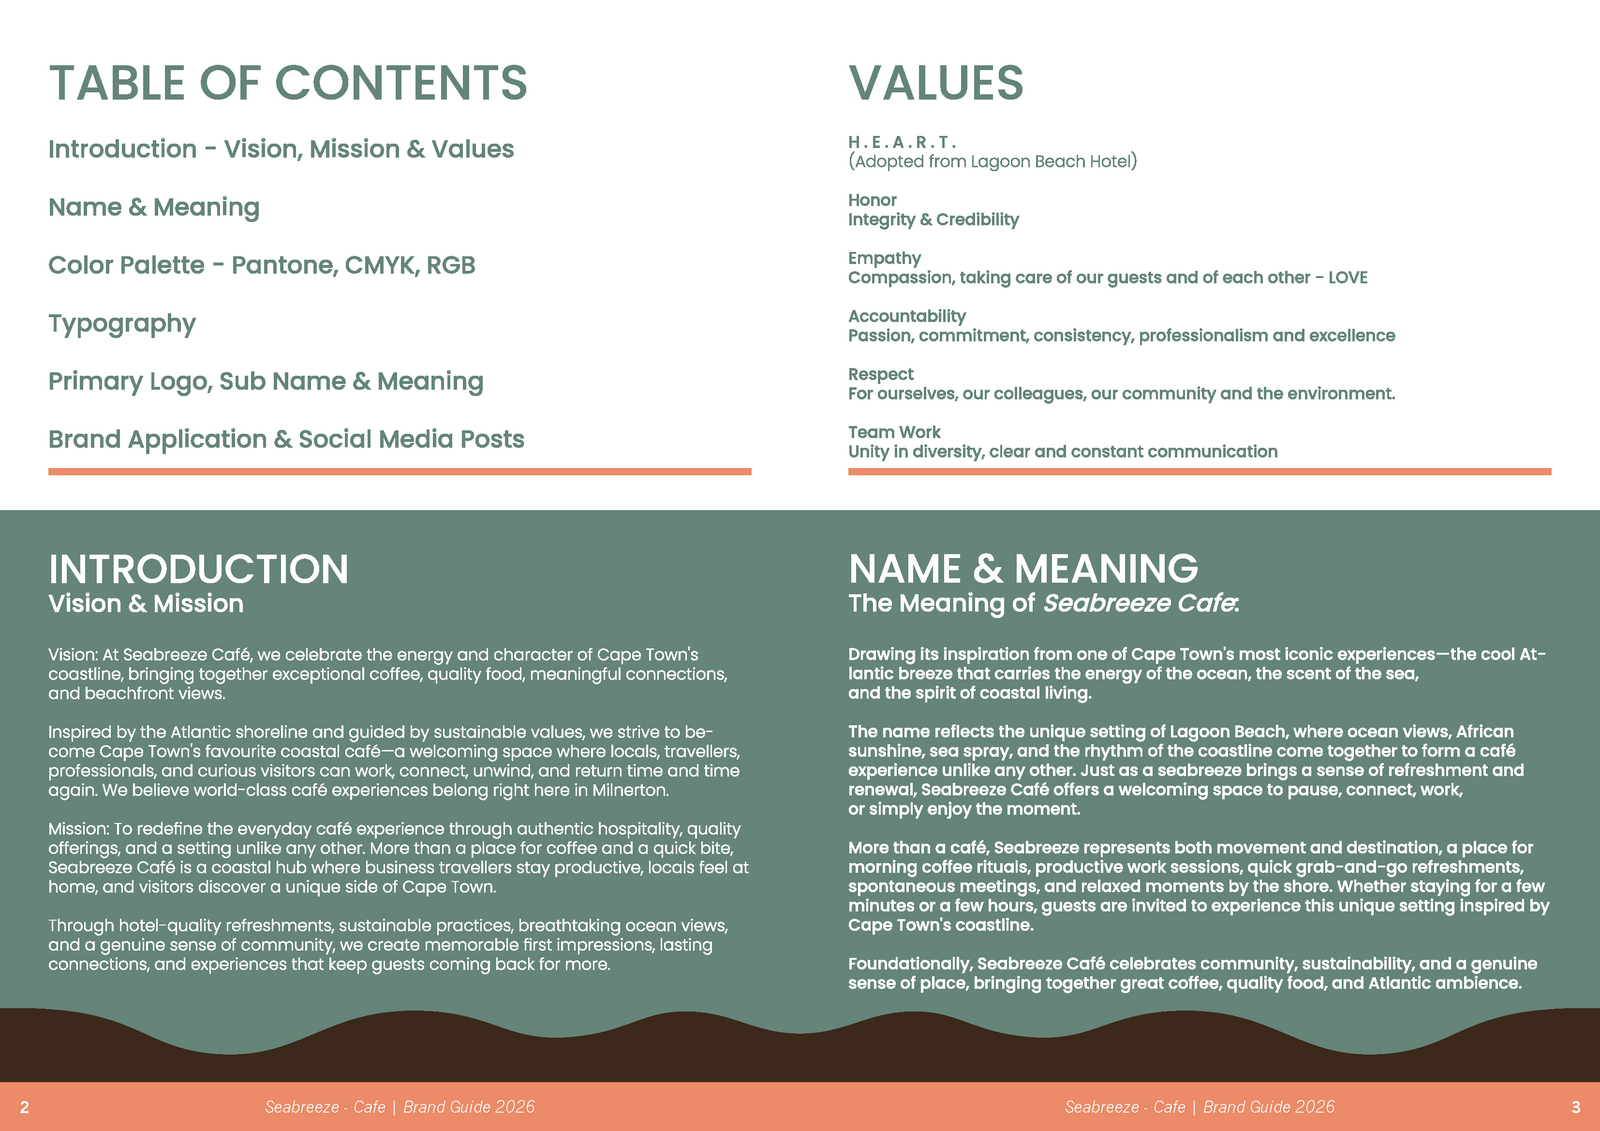 TABLE OF CONTENTS
Introduction - Vision, Mission & Values
Name & Meaning
Color Palette - Pantone, CMYK, RGB
Typography
Primary Logo, Sub Name & Meaning
Brand Application & Social Media Posts
VALUES
H.E.A.R.T.
(Adopted from Lagoon Beach Hotel)
Honor
Integrity & Credibility
Empathy
Compassion, taking care of our guests and of each other - LOVE
Accountability
Passion, commitment, consistency, professionalism and excellence
Respect
For ourselves, our colleagues, our community and the environment.
Team Work
Unity in diversity, clear and constant communication
INTRODUCTION
Vision & Mission
Vision: At Seabreeze Café, we celebrate the energy and character of Cape Town's
coastline, bringing together exceptional coffee, quality food, meaningful connections,
and beachfront views.
Inspired by the Atlantic shoreline and guided by sustainable values, we strive to be-
come Cape Town's favourite coastal café—a welcoming space where locals, travellers,
professionals, and curious visitors can work, connect, unwind, and return time and time
again. We believe world-class café experiences belong right here in Milnerton.
Mission: To redefine the everyday café experience through authentic hospitality, quality
offerings, and a setting unlike any other. More than a place for coffee and a quick bite,
Seabreeze Café is a coastal hub where business travellers stay productive, locals feel at
home, and visitors discover a unique side of Cape Town.
Through hotel-quality refreshments, sustainable practices, breathtaking ocean views,
and a genuine sense of community, we create memorable first impressions, lasting
connections, and experiences that keep guests coming back for more.
NAME & MEANING
The Meaning of Seabreeze Cafe:
Drawing its inspiration from one of Cape Town's most iconic experiences—the cool At-
lantic breeze that carries the energy of the ocean, the scent of the sea,
and the spirit of coastal living.
The name reflects the unique setting of Lagoon Beach, where ocean views, African
sunshine, sea spray, and the rhythm of the coastline come together to form a café
experience unlike any other. Just as a seabreeze brings a sense of refreshment and
renewal, Seabreeze Café offers a welcoming space to pause, connect, work,
or simply enjoy the moment.
More than a café, Seabreeze represents both movement and destination, a place for
morning coffee rituals, productive work sessions, quick grab-and-go refreshments,
spontaneous meetings, and relaxed moments by the shore. Whether staying for a few
minutes or a few hours, guests are invited to experience this unique setting inspired by
Cape Town's coastline.
Foundationally, Seabreeze Café celebrates community, sustainability, and a genuine
sense of place, bringing together great coffee, quality food, and Atlantic ambience.
2
Seabreeze - Cafe | Brand Guide 2026
Seabreeze - Cafe | Brand Guide 2026
3